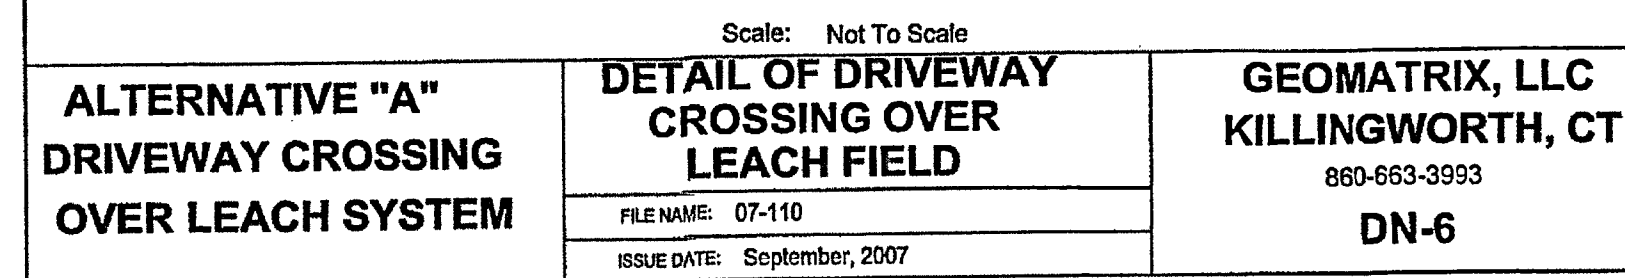 Scale: Not To Scale
ALTERNATIVE "A"
DRIVEWAY CROSSING
OVER LEACH SYSTEM
DETAIL OF DRIVEWAY
CROSSING OVER
LEACH FIELD
FILE NAME: 07-110
ISSUE DATE: September, 2007
GEOMATRIX, LLC
KILLINGWORTH, CT
860-663-3993
DN-6